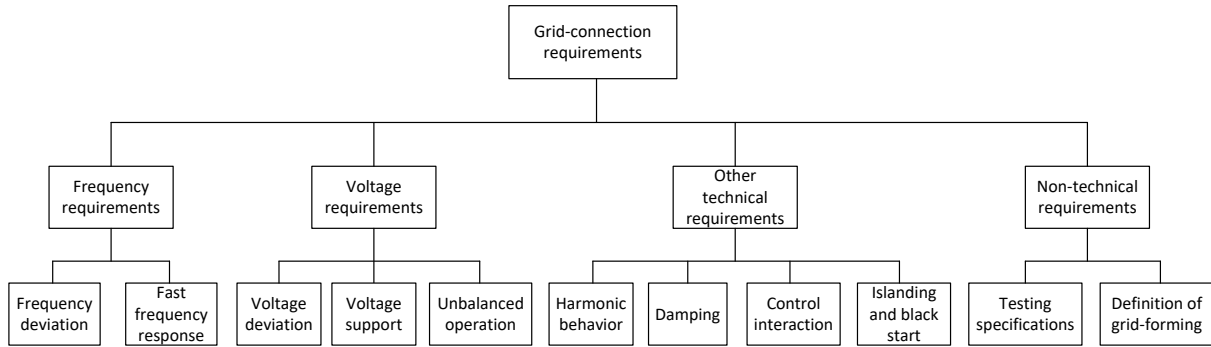 Grid-connection
requirements
Frequency
requirements
Voltage
requirements
Other
technical
requirements
Non-technical
requirements
Frequency
deviation
Fast
frequency
response
Voltage
deviation
Voltage
support
Unbalanced
operation
Harmonic
behavior
Damping
Control
interaction
Islanding
and black
start
Testing
specifications
Definition of
grid-forming